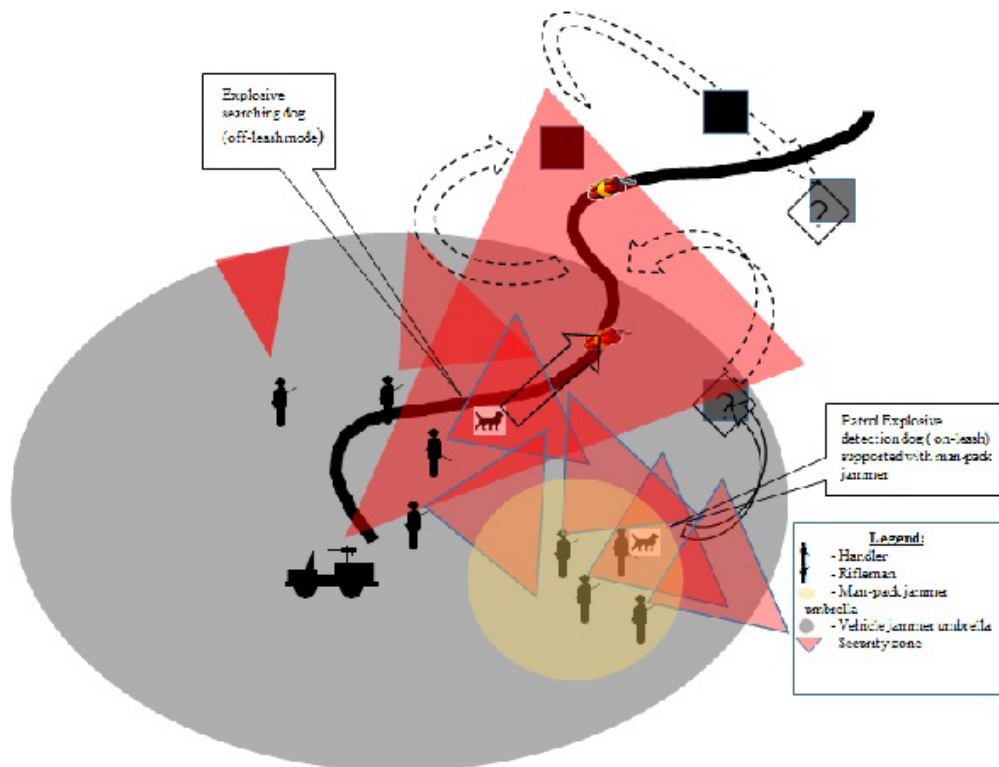 Explosive
searching dog
(off-leash mode)
?
?
Patrol Explosive
detection dog ( on-leash)
supported with man-pack
jammer
Legend:
- Handler
- Rifleman
- Man-pack jammer
umbrella
- Vehicle jammer umbrella
Security zone